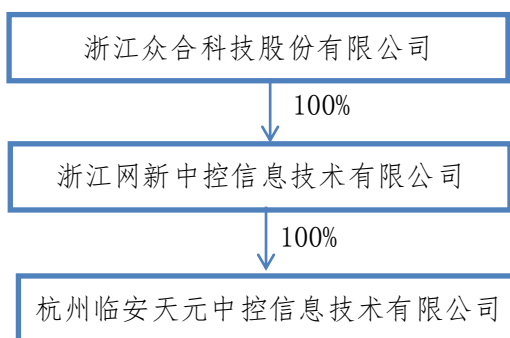 浙江众合科技股份有限公司
100%
浙江网新中控信息技术有限公司
100%
杭州临安天元中控信息技术有限公司